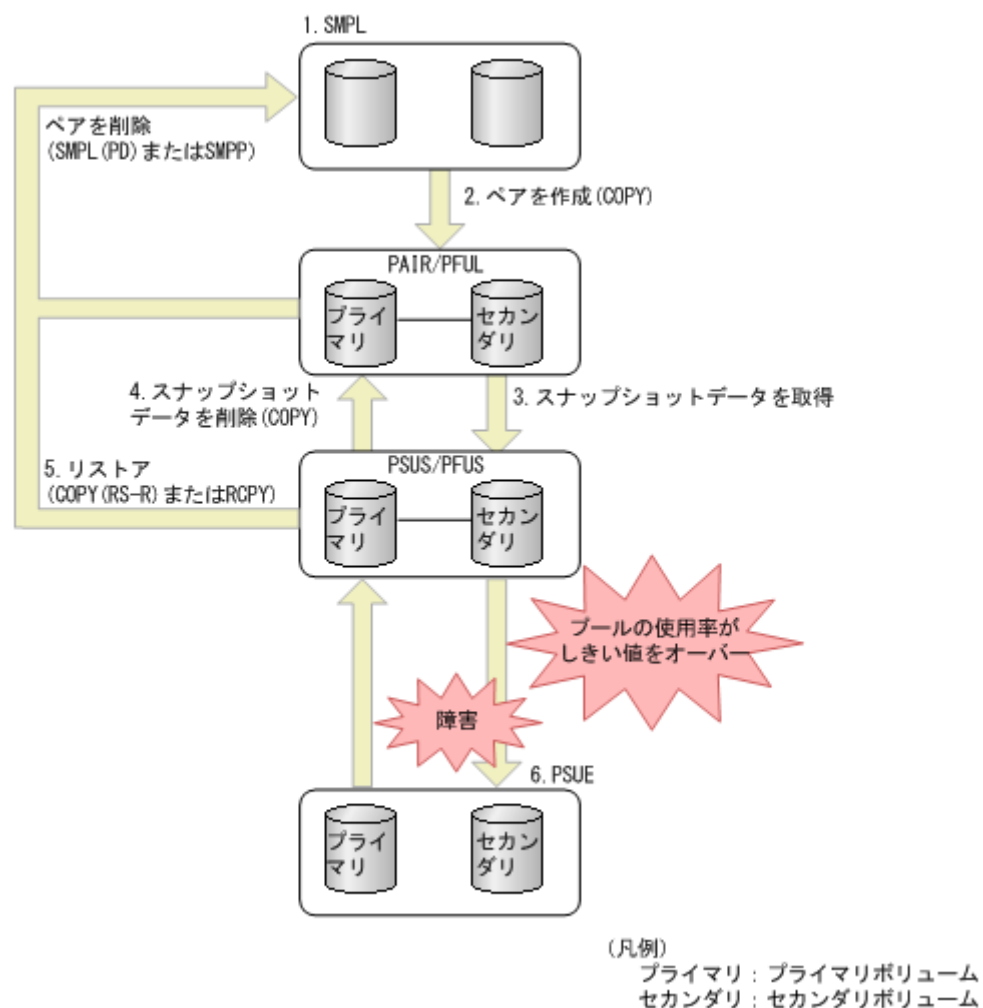 1. SMPL
ペアを削除
(SMPL(PD)またはSMPP)
2. ペアを作成(COPY)
PAIR/PFUL
プライ
マリ
セカン
ダリ
4. スナップショット
データを削除(COPY)
3. スナップショットデータを取得
5. リストア
(COPY(RS-R)またはRCPY)
PSUS/PFUS
プライ
マリ
セカン
ダリ
プールの使用率が
しきい値をオーバー
障害
6. PSUE
プライ
マリ
セカン
ダリ
(凡例)
プライマリ：プライマリボリューム
セカンダリ：セカンダリボリューム